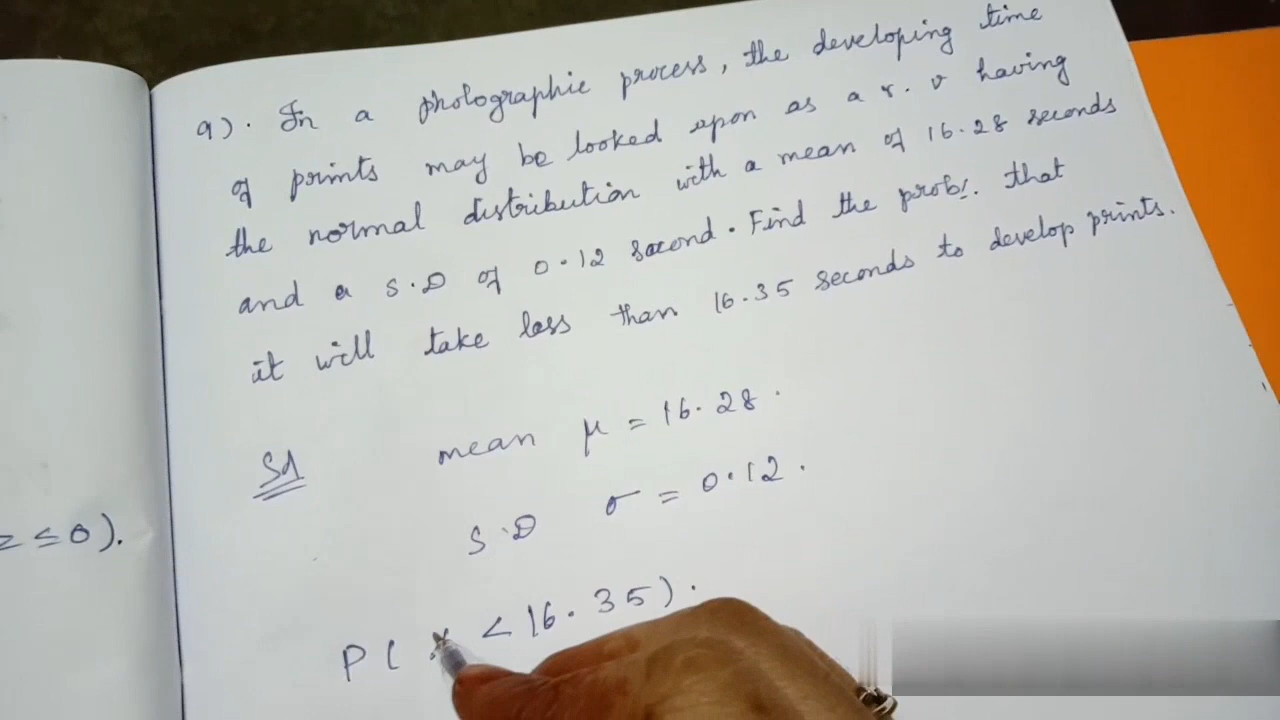 9). In a photographic process, the developing time
of prints may be looked upon as a r.v having
the normal distribution with a mean of 16.28 seconds
and a S.D of 0.12 second. Find the prob. that
it will take less than 16.35 seconds to develop prints.
Sol
mean μ = 16.28.
S.D σ = 0.12.
z ≤ 0).
P( x < 16.35).